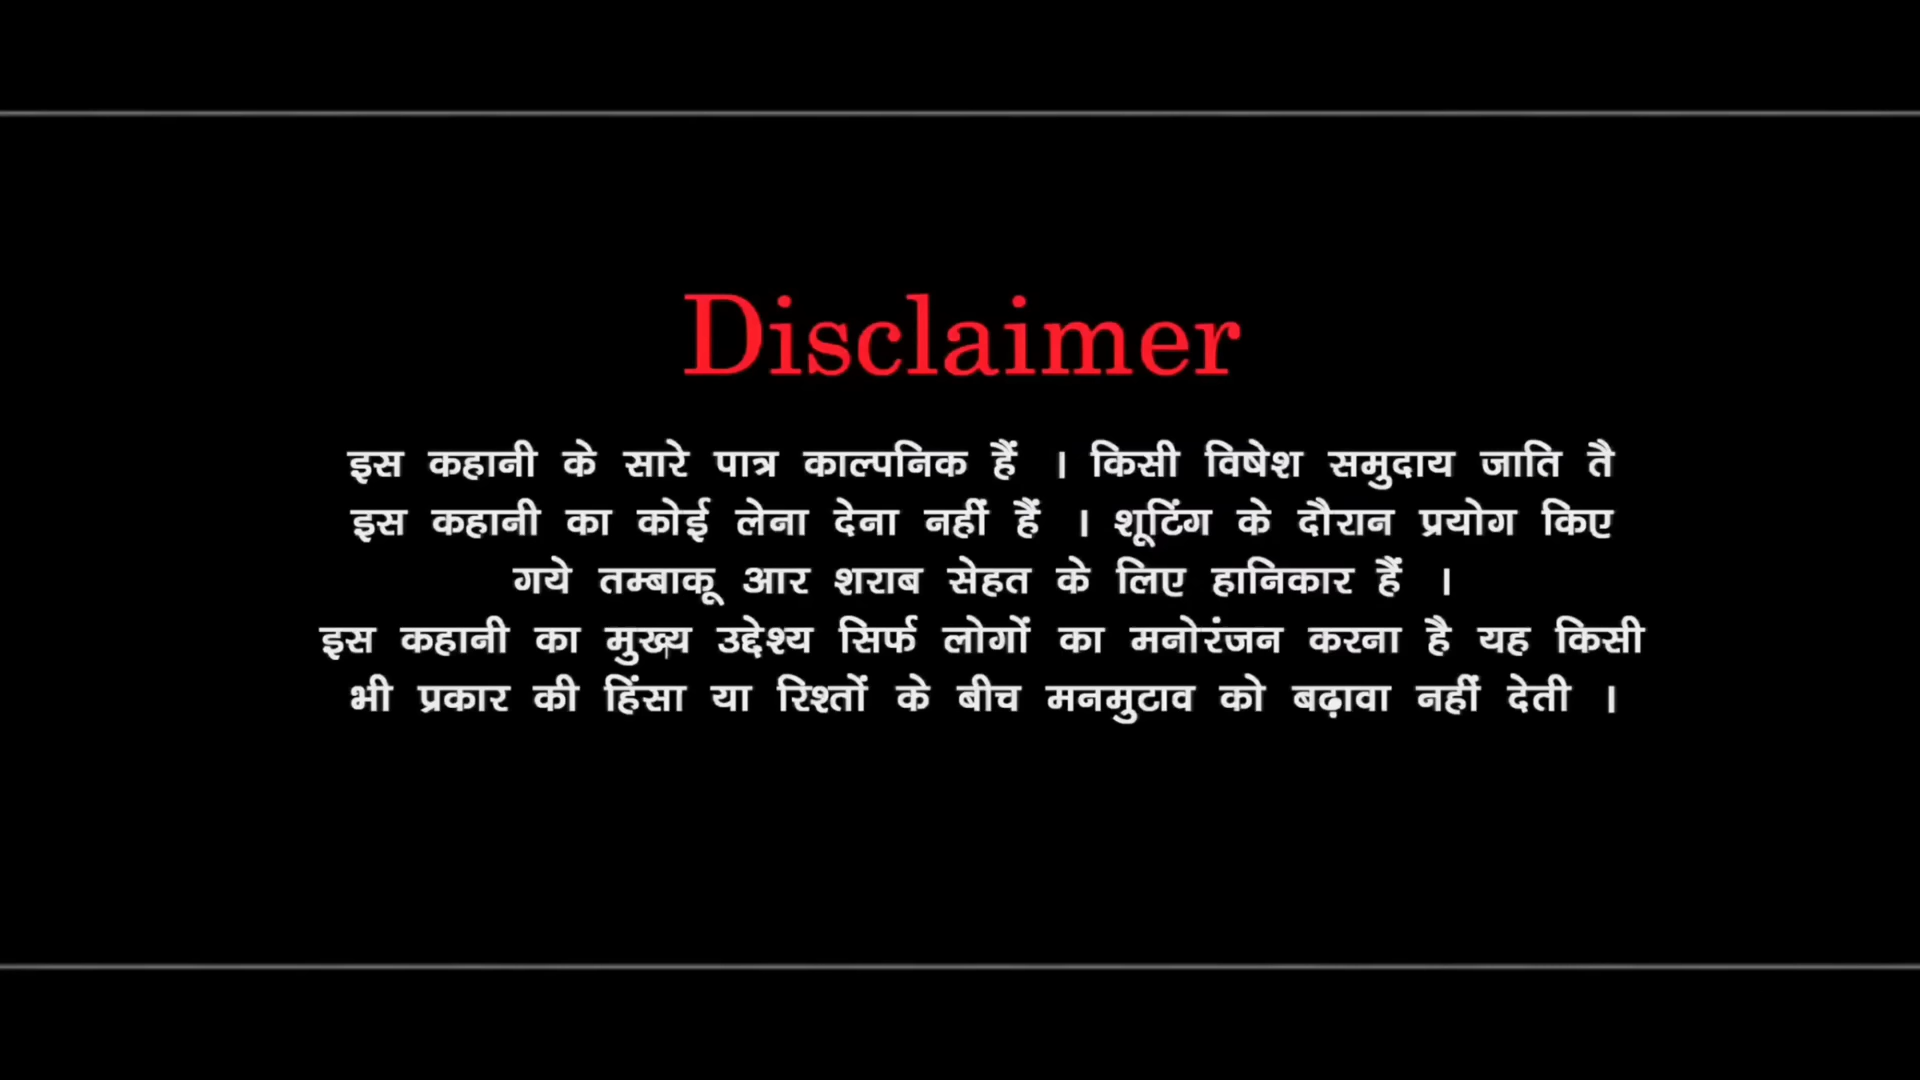 Disclaimer
इस कहानी के सारे पात्र काल्पनिक हैं । किसी विषेश समुदाय जाति तै
इस कहानी का कोई लेना देना नहीं हैं । शूटिंग के दौरान प्रयोग किए
गये तम्बाकू आर शराब सेहत के लिए हानिकार हैं ।
इस कहानी का मुख्य उद्देश्य सिर्फ लोगों का मनोरंजन करना है यह किसी
भी प्रकार की हिंसा या रिश्तों के बीच मनमुटाव को बढ़ावा नहीं देती ।